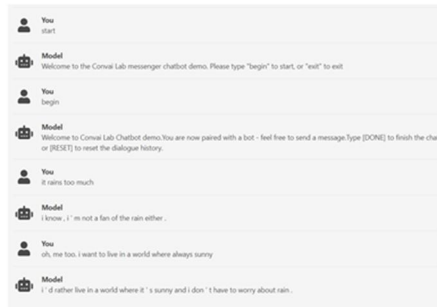 You
start
Model
Welcome to the Convai Lab messenger chatbot demo. Please type "begin" to start, or "exit" to exit
You
begin
Model
Welcome to Convai Lab Chatbot demo.You are now paired with a bot - feel free to send a message.Type [DONE] to finish the cha
or [RESET] to reset the dialogue history.
You
it rains too much
Model
i know , i ' m not a fan of the rain either .
You
oh, me too. i want to live in a world where always sunny
Model
i ' d rather live in a world where it ' s sunny and i don ' t have to worry about rain .